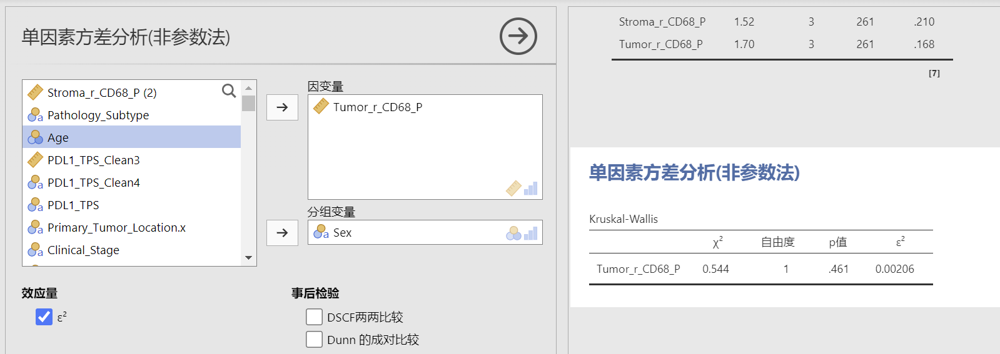 单因素方差分析(非参数法)
Stroma_r_CD68_P (2)
Pathology_Subtype
Age
PDL1_TPS_Clean3
PDL1_TPS_Clean4
PDL1_TPS
Primary_Tumor_Location.x
Clinical_Stage
因变量
Tumor_r_CD68_P
分组变量
Sex
效应量
ε²
事后检验
DSCF两两比较
Dunn 的成对比较
Stroma_r_CD68_P 1.52 3 261 .210
Tumor_r_CD68_P 1.70 3 261 .168
[7]
单因素方差分析(非参数法)
Kruskal-Wallis
χ² 自由度 p值 ε²
Tumor_r_CD68_P 0.544 1 .461 0.00206